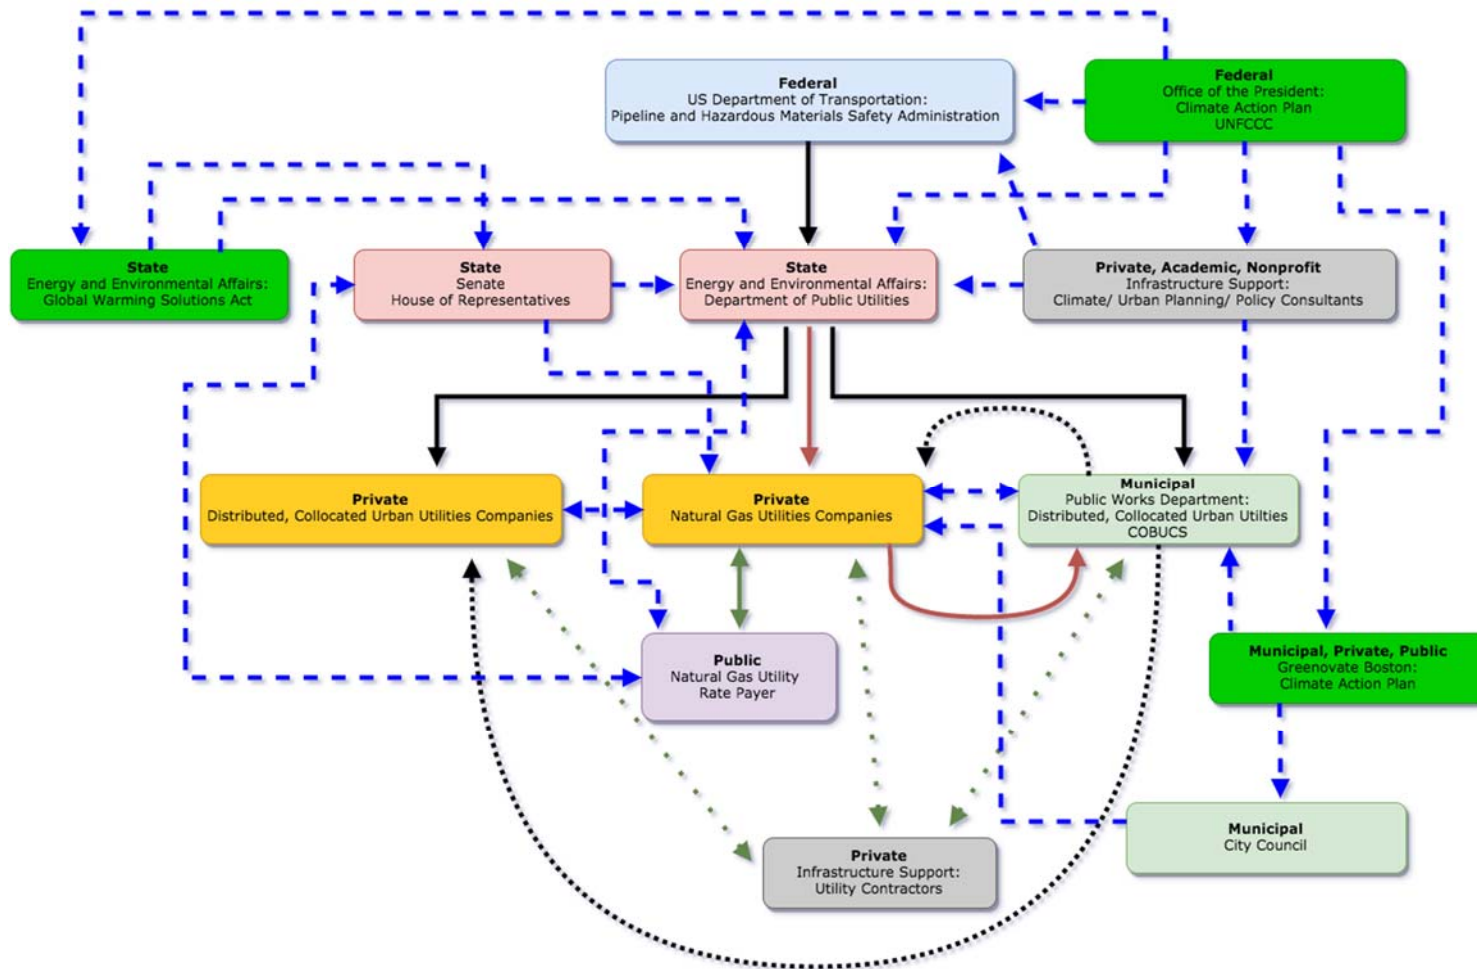 Federal
US Department of Transportation:
Pipeline and Hazardous Materials Safety Administration
Federal
Office of the President:
Climate Action Plan
UNFCCC
State
Energy and Environmental Affairs:
Global Warming Solutions Act
State
Senate
House of Representatives
State
Energy and Environmental Affairs:
Department of Public Utilities
Private, Academic, Nonprofit
Infrastructure Support:
Climate/ Urban Planning/ Policy Consultants
Private
Distributed, Collocated Urban Utilities Companies
Private
Natural Gas Utilities Companies
Municipal
Public Works Department:
Distributed, Collocated Urban Utilties
COBUCS
Public
Natural Gas Utility
Rate Payer
Municipal, Private, Public
Greenovate Boston:
Climate Action Plan
Private
Infrastructure Support:
Utility Contractors
Municipal
City Council